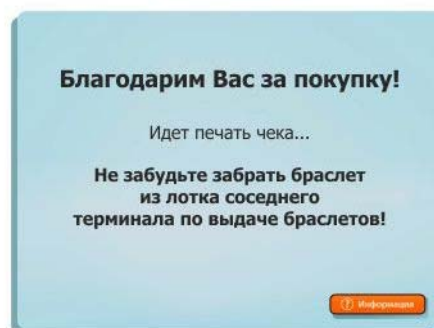 Благодарим Вас за покупку!
Идет печать чека...
Не забудьте забрать браслет
из лотка соседнего
терминала по выдаче браслетов!
Информация